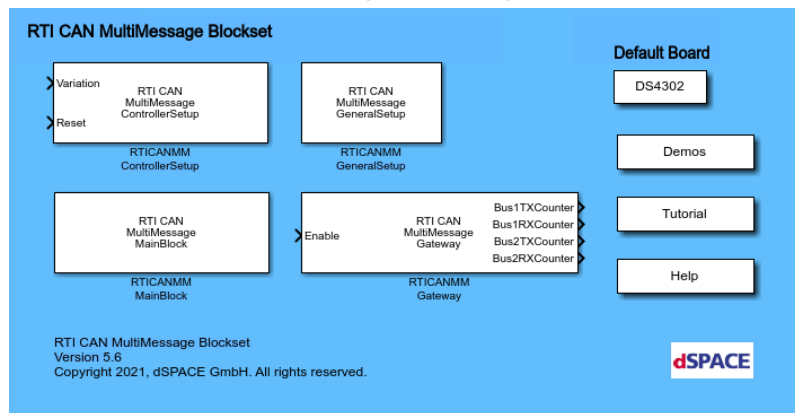 RTI CAN MultiMessage Blockset
Default Board
Variation
Reset
RTI CAN
MultiMessage
ControllerSetup
RTICANMM
ControllerSetup
RTI CAN
MultiMessage
GeneralSetup
RTICANMM
GeneralSetup
DS4302
Demos
RTI CAN
MultiMessage
MainBlock
RTICANMM
MainBlock
Enable
RTI CAN
MultiMessage
Gateway
Bus1TXCounter
Bus1RXCounter
Bus2TXCounter
Bus2RXCounter
RTICANMM
Gateway
Tutorial
Help
RTI CAN MultiMessage Blockset
Version 5.6
Copyright 2021, dSPACE GmbH. All rights reserved.
dSPACE